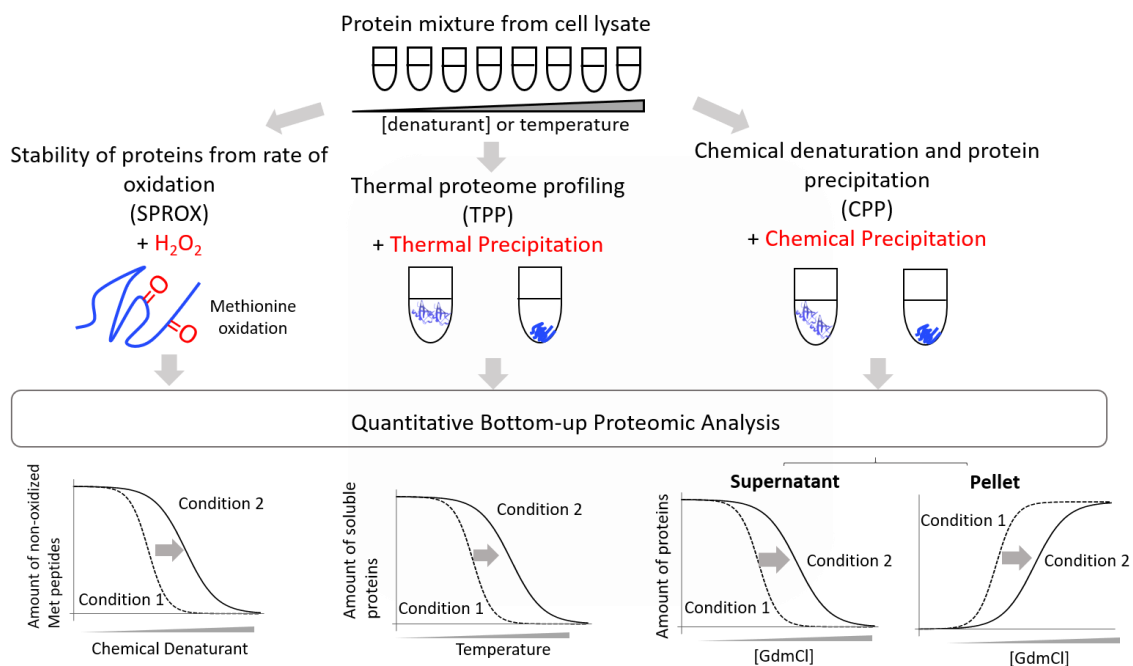 Protein mixture from cell lysate
[denaturant] or temperature
Stability of proteins from rate of
oxidation
(SPROX)
+ H₂O₂
O
O
Methionine
oxidation
Thermal proteome profiling
(TPP)
+ Thermal Precipitation
Chemical denaturation and protein
precipitation
(CPP)
+ Chemical Precipitation
Quantitative Bottom-up Proteomic Analysis
Amount of non-oxidized
Met peptides
Condition 2
Condition 1
Chemical Denaturant
Amount of soluble
proteins
Condition 2
Condition 1
Temperature
Supernatant
Amount of proteins
Condition 2
Condition 1
[GdmCl]
Pellet
Condition 1
Condition 2
[GdmCl]